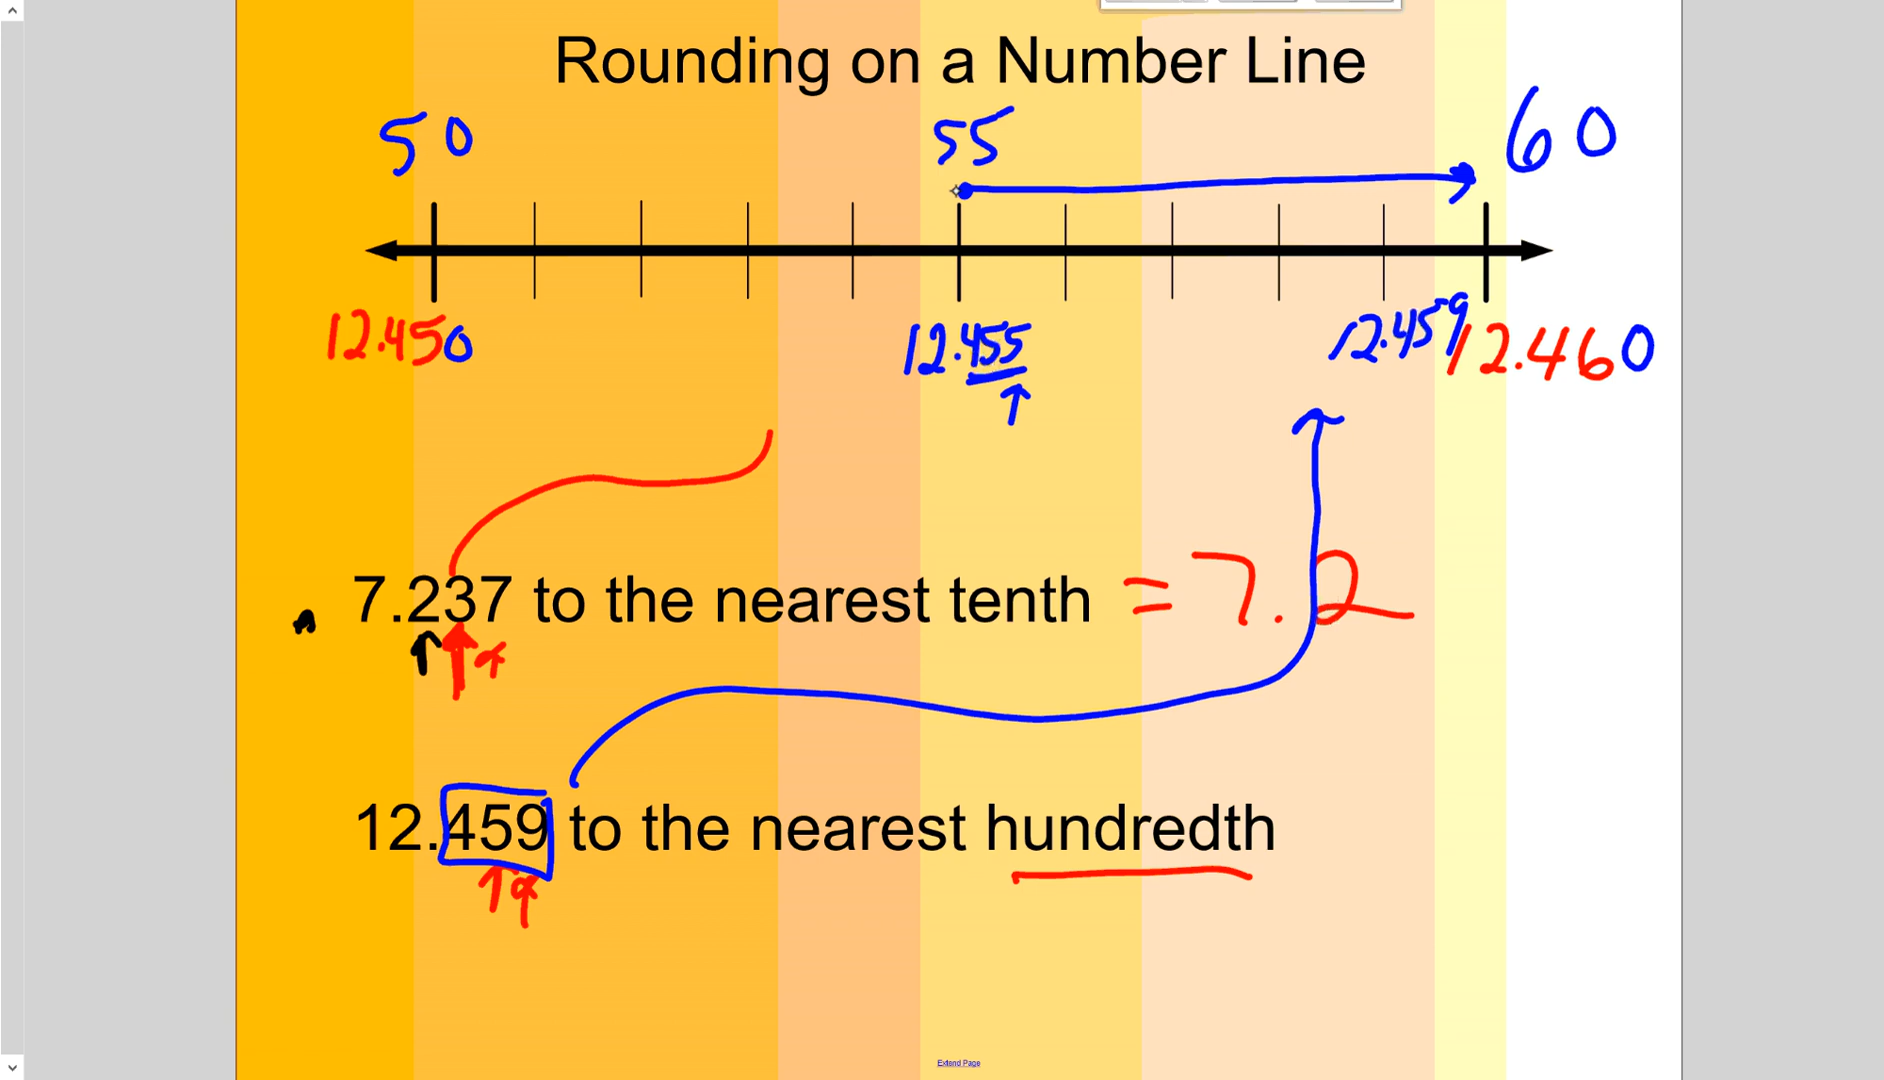 Rounding on a Number Line
50 55 60
12.450 12.455 12.459 12.460
7.237 to the nearest tenth = 7.2
12.459 to the nearest hundredth
Extend Page